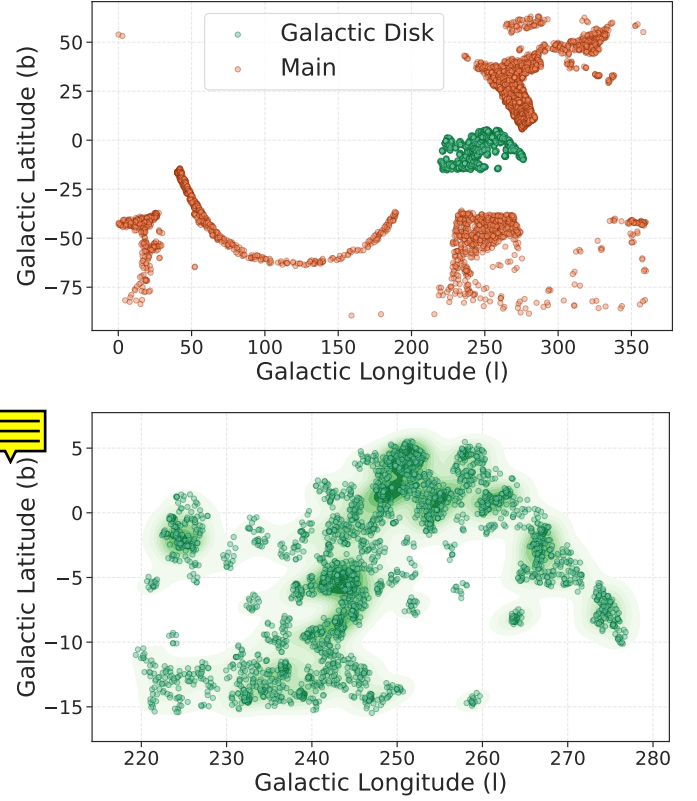 Galactic Disk
Main
Galactic Latitude (b)
50
25
0
−25
−50
−75
0 50 100 150 200 250 300 350
Galactic Longitude (l)
Galactic Latitude (b)
5
0
−5
−10
−15
220 230 240 250 260 270 280
Galactic Longitude (l)